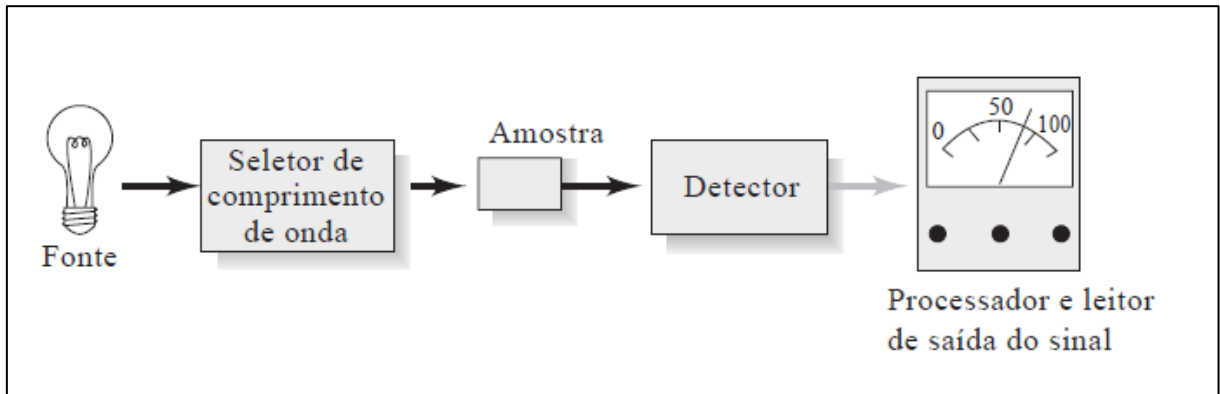 Fonte
Seletor de
comprimento
de onda
Amostra
Detector
0
50
100
Processador e leitor
de saída do sinal